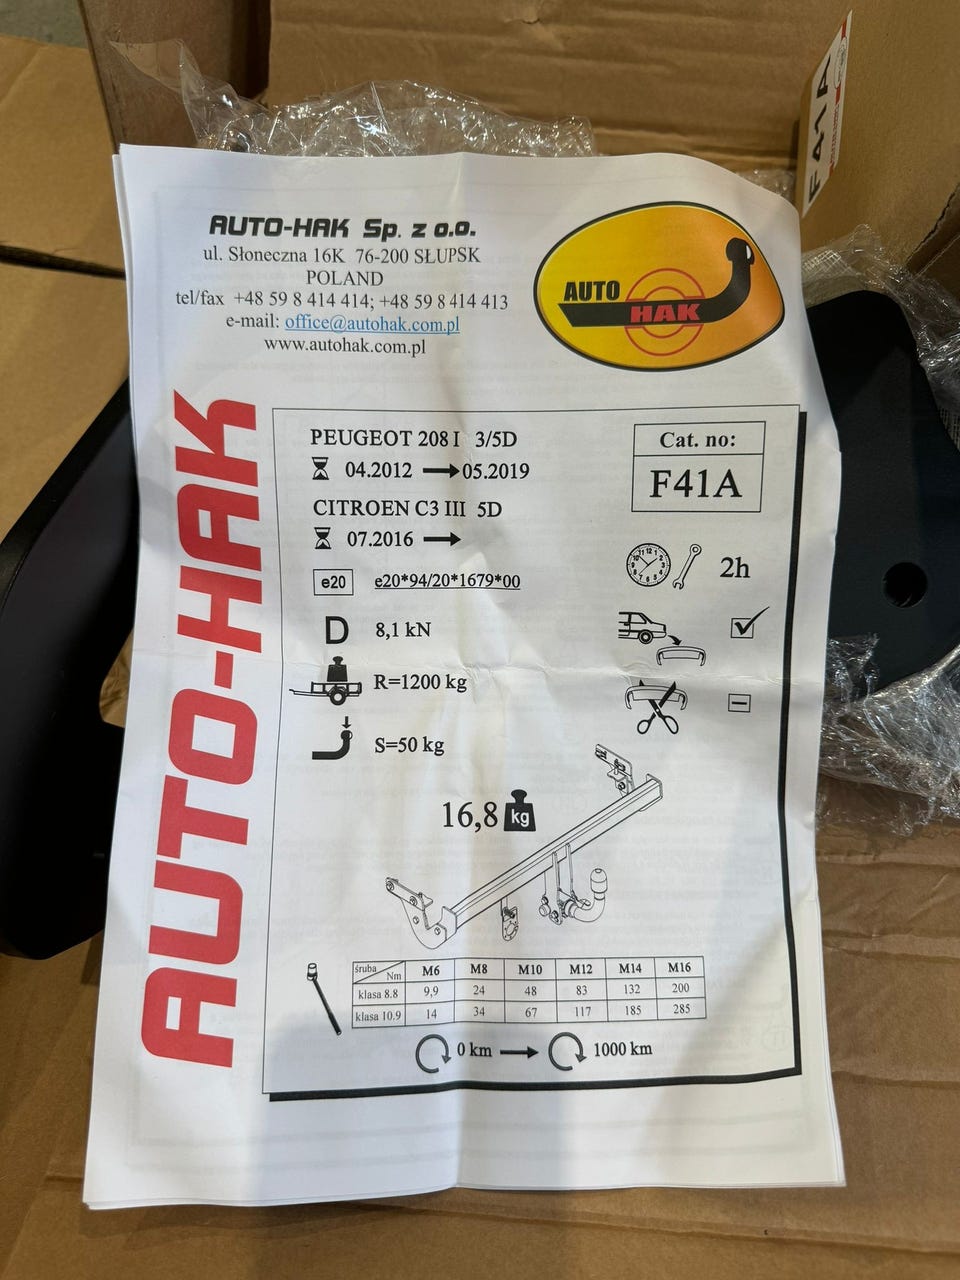 F41A
AUTO-HAK Sp. z o.o.
ul. Słoneczna 16K 76-200 SŁUPSK
POLAND
tel/fax +48 59 8 414 414; +48 59 8 414 413
e-mail: office@autohak.com.pl
www.autohak.com.pl
AUTO
HAK
AUTO-HAK
PEUGEOT 208 I 3/5D
04.2012 → 05.2019
CITROEN C3 III 5D
07.2016 →
Cat. no:
F41A
e20 e20*94/20*1679*00
2h
D 8,1 kN
R=1200 kg
S=50 kg
16,8 kg
śruba Nm M6 M8 M10 M12 M14 M16
klasa 8.8 9,9 24 48 83 132 200
klasa 10.9 14 34 67 117 185 285
0 km → 1000 km